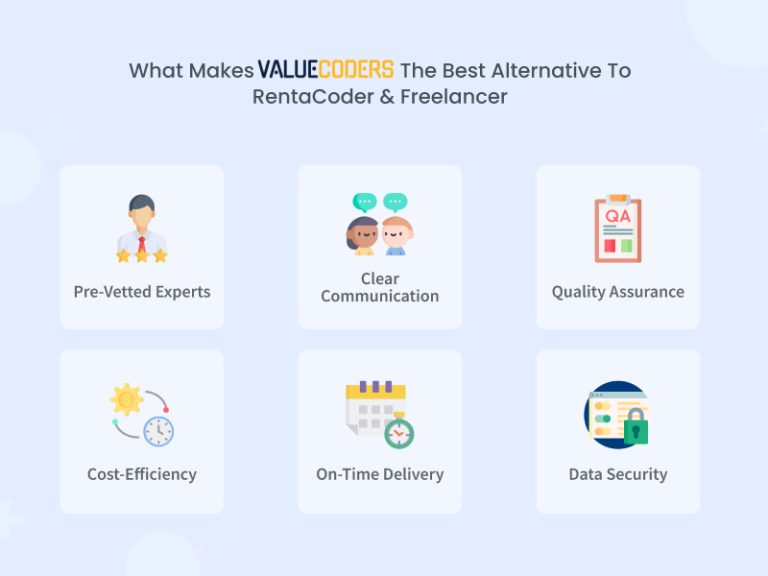 What Makes VALUECODERS The Best Alternative To
RentaCoder & Freelancer
Pre-Vetted Experts
Clear
Communication
QA
Quality Assurance
Cost-Efficiency
On-Time Delivery
Data Security